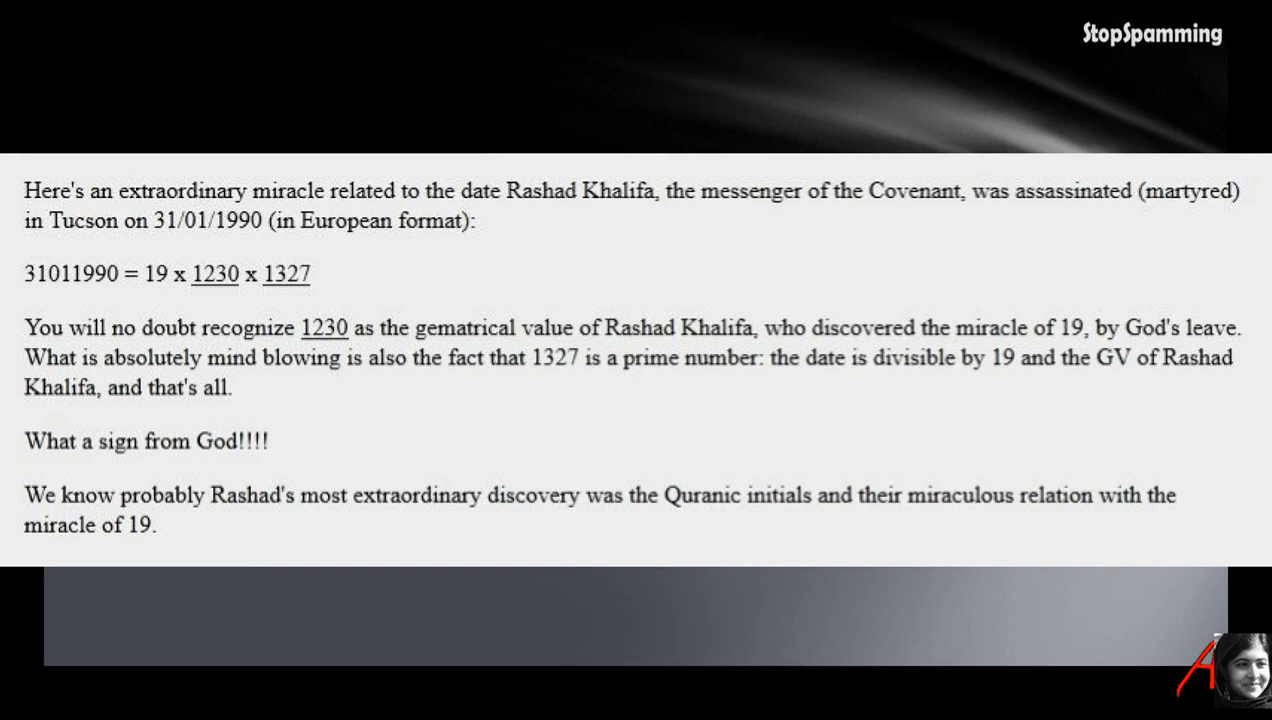 StopSpamming
Here's an extraordinary miracle related to the date Rashad Khalifa, the messenger of the Covenant, was assassinated (martyred)
in Tucson on 31/01/1990 (in European format):
31011990 = 19 x 1230 x 1327
You will no doubt recognize 1230 as the gematrical value of Rashad Khalifa, who discovered the miracle of 19, by God's leave.
What is absolutely mind blowing is also the fact that 1327 is a prime number: the date is divisible by 19 and the GV of Rashad
Khalifa, and that's all.
What a sign from God!!!!
We know probably Rashad's most extraordinary discovery was the Quranic initials and their miraculous relation with the
miracle of 19.
A